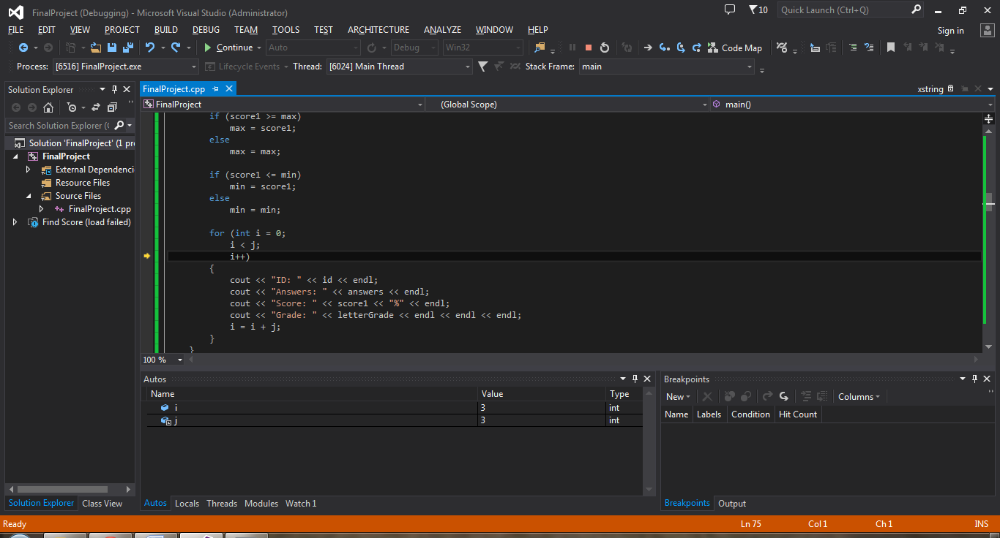 FinalProject (Debugging) - Microsoft Visual Studio (Administrator)
10
Quick Launch (Ctrl+Q)
FILE EDIT VIEW PROJECT BUILD DEBUG TEAM TOOLS TEST ARCHITECTURE ANALYZE WINDOW HELP
Sign in
Continue Auto Debug Win32 Code Map
Process: [6516] FinalProject.exe Lifecycle Events Thread: [6024] Main Thread Stack Frame: main
Solution Explorer
Search Solution Explorer (
Solution 'FinalProject' (1 pr
FinalProject
External Dependenci
Resource Files
Source Files
FinalProject.cpp
Find Score (load failed)
Solution Explorer Class View
FinalProject.cpp
xstring
FinalProject (Global Scope) main()
if (score1 >= max)
max = score1;
else
max = max;
if (score1 <= min)
min = score1;
else
min = min;
for (int i = 0;
i < j;
i++)
{
cout << "ID: " << id << endl;
cout << "Answers: " << answers << endl;
cout << "Score: " << score1 << "%" << endl;
cout << "Grade: " << letterGrade << endl << endl << endl;
i = i + j;
}
}
100 %
Autos
Name Value Type
i 3 int
j 3 int
Autos Locals Threads Modules Watch 1
Breakpoints
New Columns
Name Labels Condition Hit Count
Breakpoints Output
Ready Ln 75 Col 1 Ch 1 INS